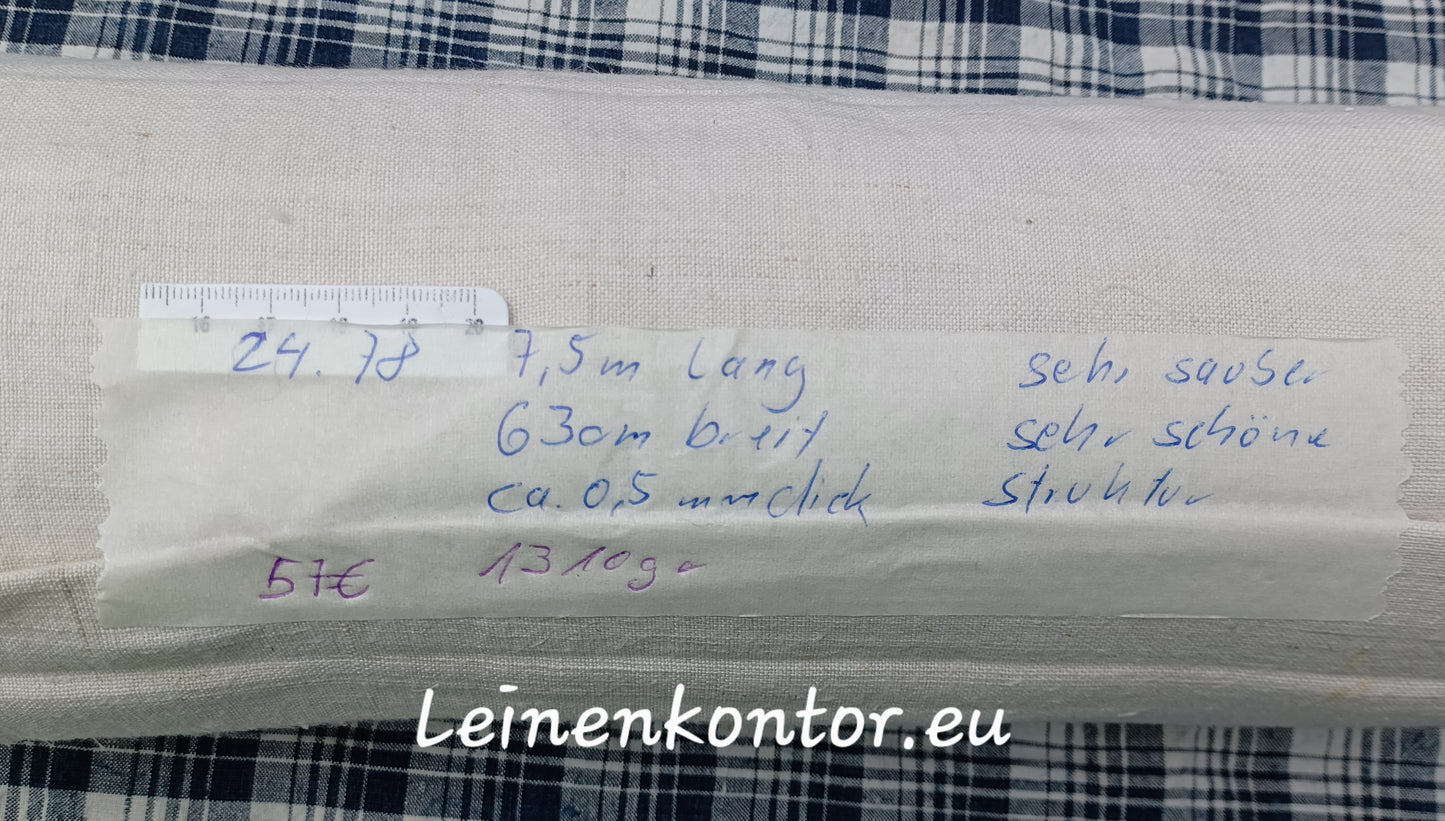 16 17 18 19 20
24.78
7,5m lang
63cm breit
ca. 0,5 mm dick
1310gr
57€
sehr sauber
sehr schöne
Struktur
Leinenkontor.eu